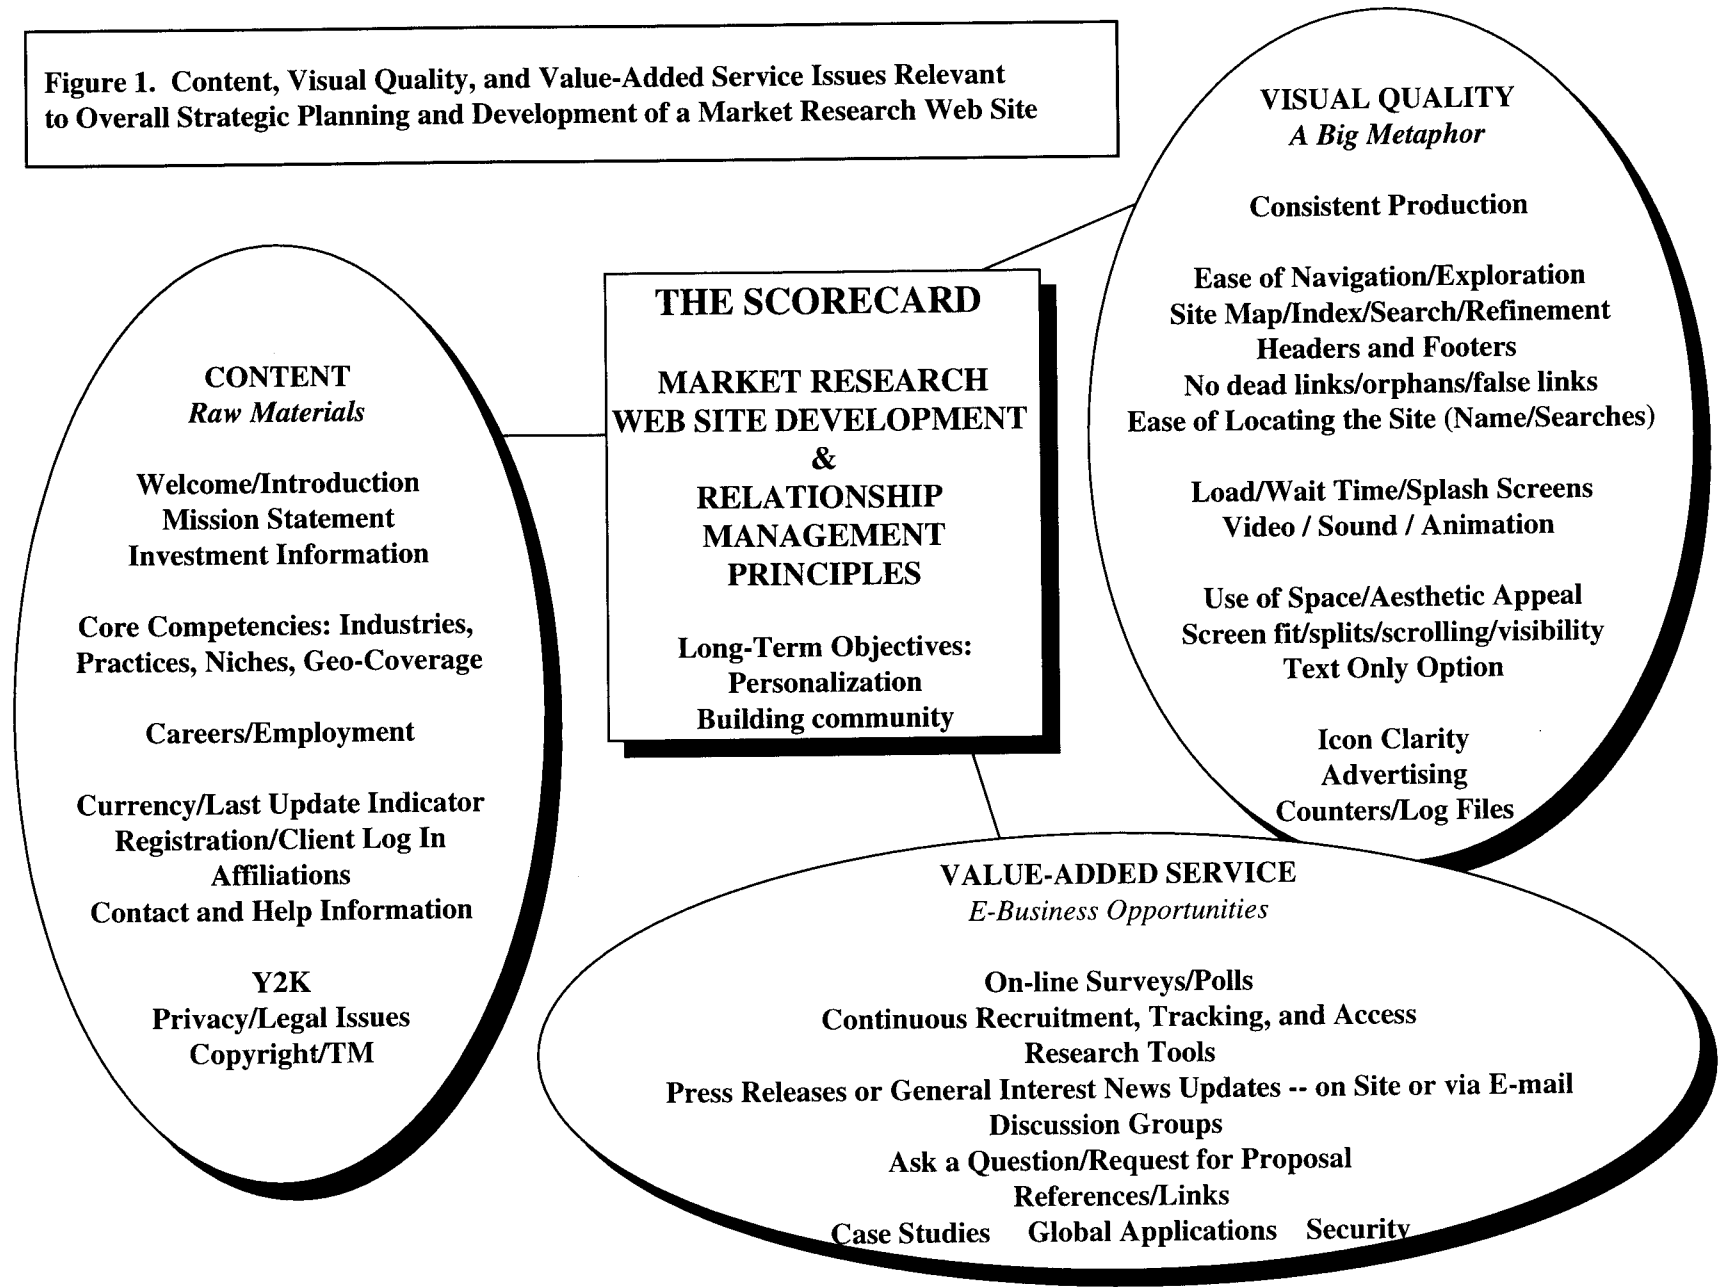 Figure 1. Content, Visual Quality, and Value-Added Service Issues Relevant
to Overall Strategic Planning and Development of a Market Research Web Site
CONTENT
Raw Materials
Welcome/Introduction
Mission Statement
Investment Information
Core Competencies: Industries,
Practices, Niches, Geo-Coverage
Careers/Employment
Currency/Last Update Indicator
Registration/Client Log In
Affiliations
Contact and Help Information
Y2K
Privacy/Legal Issues
Copyright/TM
THE SCORECARD
MARKET RESEARCH
WEB SITE DEVELOPMENT
&
RELATIONSHIP
MANAGEMENT
PRINCIPLES
Long-Term Objectives:
Personalization
Building community
VISUAL QUALITY
A Big Metaphor
Consistent Production
Ease of Navigation/Exploration
Site Map/Index/Search/Refinement
Headers and Footers
No dead links/orphans/false links
Ease of Locating the Site (Name/Searches)
Load/Wait Time/Splash Screens
Video / Sound / Animation
Use of Space/Aesthetic Appeal
Screen fit/splits/scrolling/visibility
Text Only Option
Icon Clarity
Advertising
Counters/Log Files
VALUE-ADDED SERVICE
E-Business Opportunities
On-line Surveys/Polls
Continuous Recruitment, Tracking, and Access
Research Tools
Press Releases or General Interest News Updates -- on Site or via E-mail
Discussion Groups
Ask a Question/Request for Proposal
References/Links
Case Studies Global Applications Security